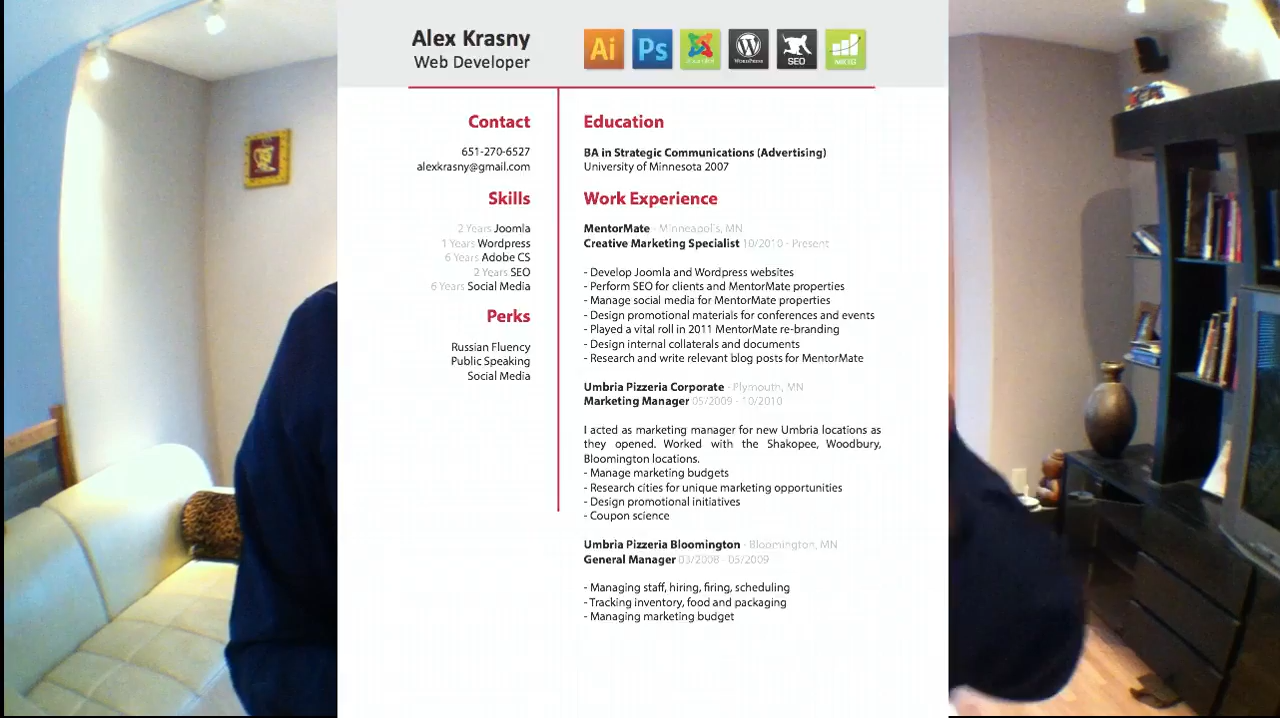 Alex Krasny
Web Developer
Ai
Ps
Joomla!
WordPress
SEO
Contact
651-270-6527
alexkrasny@gmail.com
Skills
2 Years Joomla
1 Years Wordpress
6 Years Adobe CS
2 Years SEO
6 Years Social Media
Perks
Russian Fluency
Public Speaking
Social Media
Education
BA in Strategic Communications (Advertising)
University of Minnesota 2007
Work Experience
MentorMate - Minneapolis, MN
Creative Marketing Specialist 10/2010 - Present
- Develop Joomla and Wordpress websites
- Perform SEO for clients and MentorMate properties
- Manage social media for MentorMate properties
- Design promotional materials for conferences and events
- Played a vital roll in 2011 MentorMate re-branding
- Design internal collaterals and documents
- Research and write relevant blog posts for MentorMate
Umbria Pizzeria Corporate - Plymouth, MN
Marketing Manager 05/2009 - 10/2010
I acted as marketing manager for new Umbria locations as
they opened. Worked with the Shakopee, Woodbury,
Bloomington locations.
- Manage marketing budgets
- Research cities for unique marketing opportunities
- Design promotional initiatives
- Coupon science
Umbria Pizzeria Bloomington - Bloomington, MN
General Manager 03/2008 - 05/2009
- Managing staff, hiring, firing, scheduling
- Tracking inventory, food and packaging
- Managing marketing budget